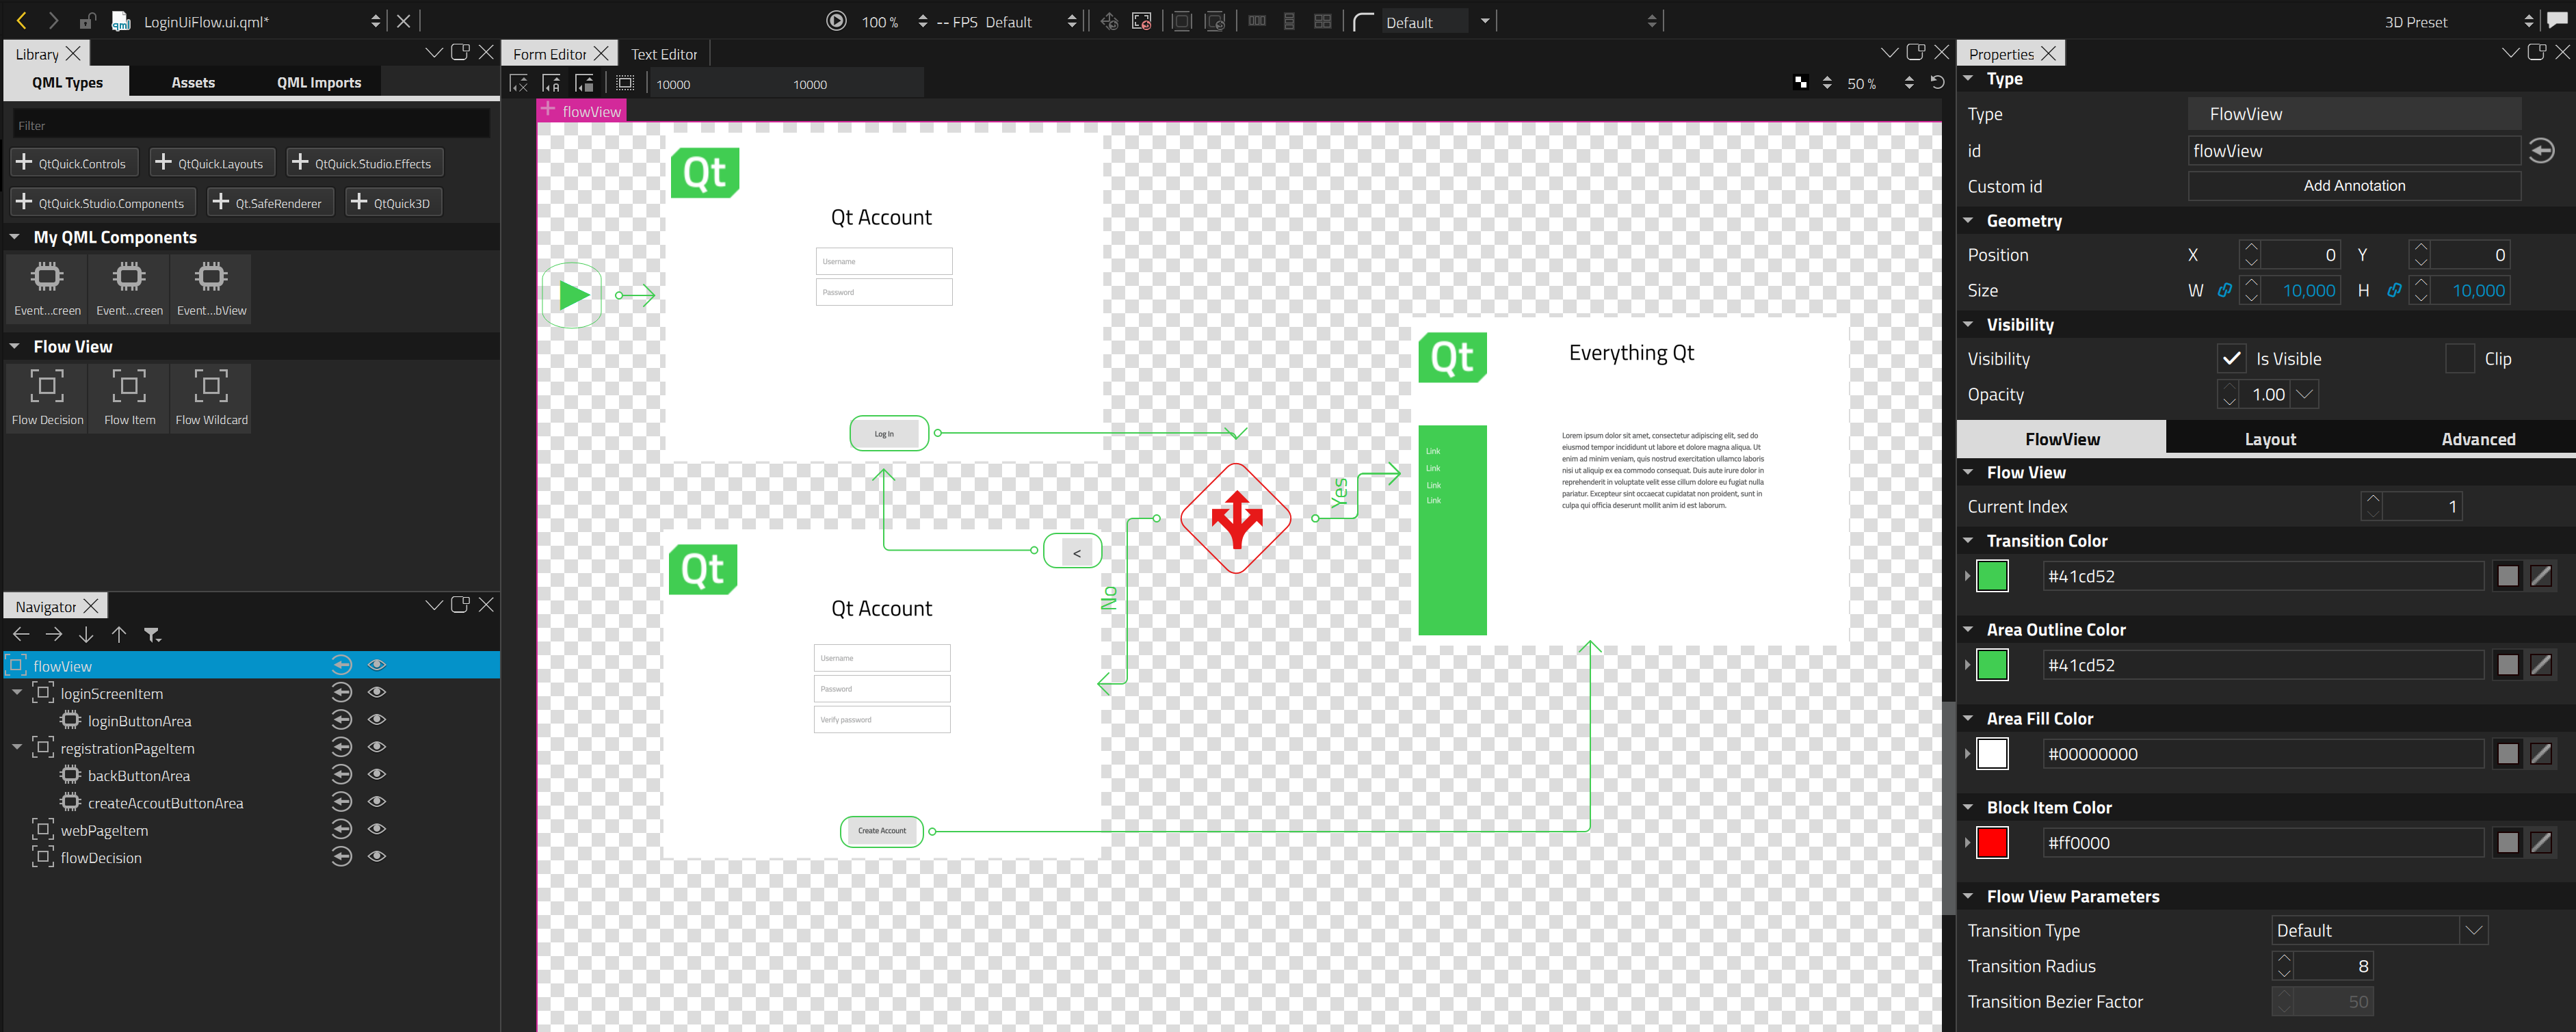 LoginUiFlow.ui.qml*
100 %
-- FPS
Default
Default
3D Preset
Library
QML Types
Assets
QML Imports
Filter
QtQuick.Controls
QtQuick.Layouts
QtQuick.Studio.Effects
QtQuick.Studio.Components
Qt.SafeRenderer
QtQuick3D
My QML Components
Event...creen
Event...creen
Event...bView
Flow View
Flow Decision
Flow Item
Flow Wildcard
Navigator
flowView
loginScreenItem
loginButtonArea
registrationPageItem
backButtonArea
createAccoutButtonArea
webPageItem
flowDecision
Form Editor
Text Editor
10000
10000
50 %
flowView
Qt
Qt Account
Username
Password
Log In
Qt
Qt Account
<
Username
Password
Verify password
Create Account
No
Yes
Qt
Everything Qt
Link
Link
Link
Link
Lorem ipsum dolor sit amet, consectetur adipiscing elit, sed do
eiusmod tempor incididunt ut labore et dolore magna aliqua. Ut
enim ad minim veniam, quis nostrud exercitation ullamco laboris
nisi ut aliquip ex ea commodo consequat. Duis aute irure dolor in
reprehenderit in voluptate velit esse cillum dolore eu fugiat nulla
pariatur. Excepteur sint occaecat cupidatat non proident, sunt in
culpa qui officia deserunt mollit anim id est laborum.
Properties
Type
Type
FlowView
id
flowView
Custom id
Add Annotation
Geometry
Position
X
0
Y
0
Size
W
10,000
H
10,000
Visibility
Visibility
Is Visible
Clip
Opacity
1.00
FlowView
Layout
Advanced
Flow View
Current Index
1
Transition Color
#41cd52
Area Outline Color
#41cd52
Area Fill Color
#00000000
Block Item Color
#ff0000
Flow View Parameters
Transition Type
Default
Transition Radius
8
Transition Bezier Factor
50